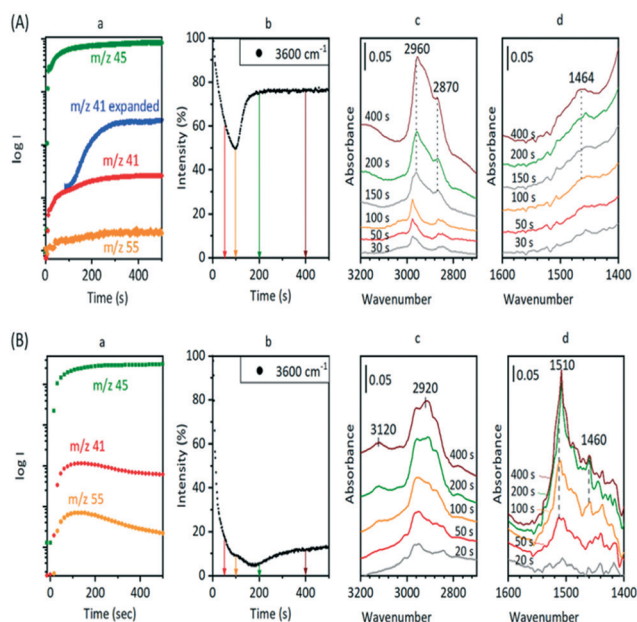 (A)
a
b
c
d
log I
m/z 45
m/z 41 expanded
m/z 41
m/z 55
0
200
400
Time (s)
Intensity (%)
100
80
60
40
20
0
3600 cm⁻¹
0
200
400
Time (s)
Absorbance
0.05
2960
2870
400 s
200 s
150 s
100 s
50 s
30 s
3200
3000
2800
Wavenumber
Absorbance
0.05
1464
400 s
200 s
150 s
100 s
50 s
30 s
1600
1500
1400
Wavenumber
(B)
a
b
c
d
log I
m/z 45
m/z 41
m/z 55
0
200
400
Time (sec)
Intensity (%)
100
80
60
40
20
0
3600 cm⁻¹
0
200
400
Time (s)
Absorbance
0.05
3120
2920
400 s
200 s
100 s
50 s
20 s
3200
3000
2800
Wavenumber
Absorbance
0.05
1510
1460
400 s
200 s
100 s
50 s
20 s
1600
1500
1400
Wavenumber